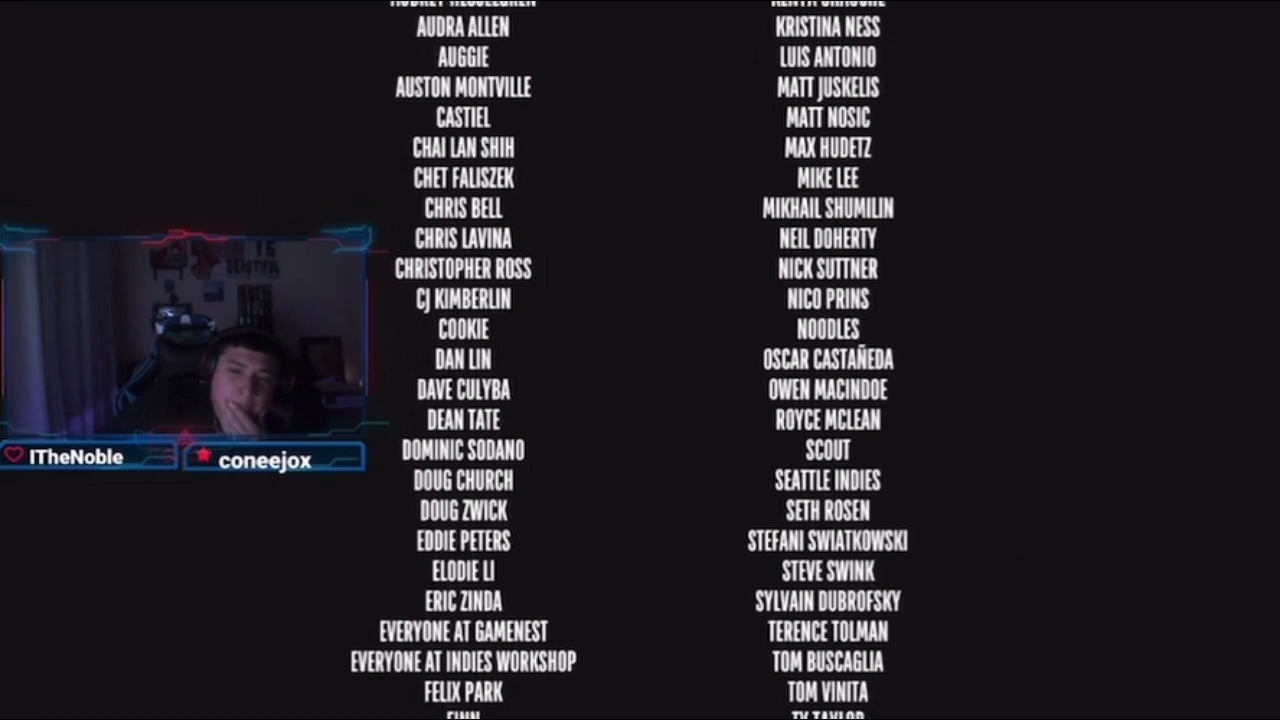 AUDRA ALLEN
AUGGIE
AUSTON MONTVILLE
CASTIEL
CHAI LAN SHIH
CHET FALISZEK
CHRIS BELL
CHRIS LAVINA
CHRISTOPHER ROSS
CJ KIMBERLIN
COOKIE
DAN LIN
DAVE CULYBA
DEAN TATE
DOMINIC SODANO
DOUG CHURCH
DOUG ZWICK
EDDIE PETERS
ELODIE LI
ERIC ZINDA
EVERYONE AT GAMENEST
EVERYONE AT INDIES WORKSHOP
FELIX PARK
FINN
KRISTINA NESS
LUIS ANTONIO
MATT JUSKELIS
MATT NOSIC
MAX HUDETZ
MIKE LEE
MIKHAIL SHUMILIN
NEIL DOHERTY
NICK SUTTNER
NICO PRINS
NOODLES
OSCAR CASTAÑEDA
OWEN MACINDOE
ROYCE MCLEAN
SCOUT
SEATTLE INDIES
SETH ROSEN
STEFANI SWIATKOWSKI
STEVE SWINK
SYLVAIN DUBROFSKY
TERENCE TOLMAN
TOM BUSCAGLIA
TOM VINITA
TY TAYLOR
IS
BEAUTIFUL
ITheNoble
coneejox